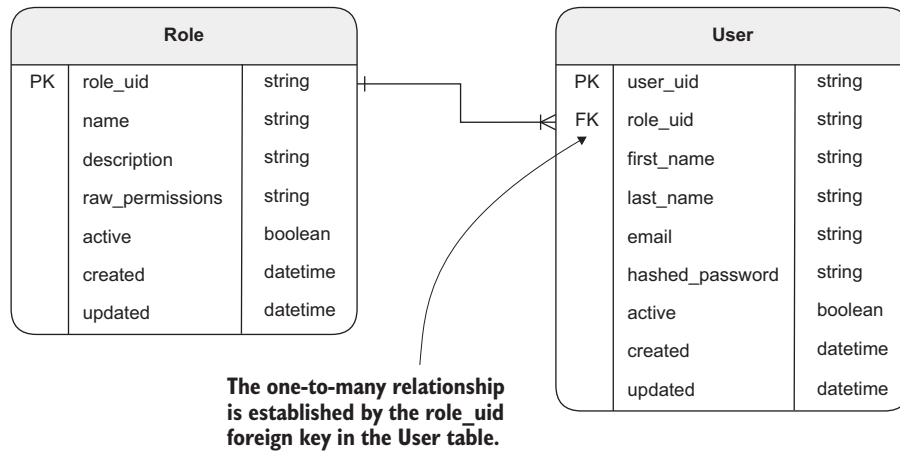 Role
PK role_uid string
name string
description string
raw_permissions string
active boolean
created datetime
updated datetime
User
PK user_uid string
FK role_uid string
first_name string
last_name string
email string
hashed_password string
active boolean
created datetime
updated datetime
The one-to-many relationship
is established by the role_uid
foreign key in the User table.